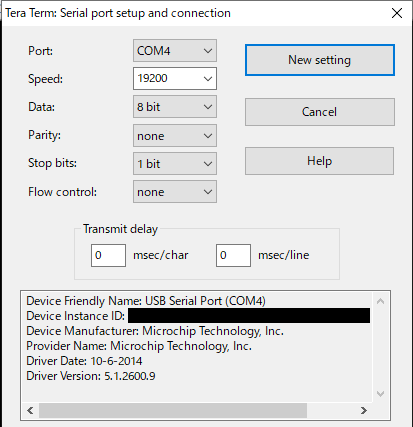 Tera Term: Serial port setup and connection
Port: COM4 New setting
Speed: 19200
Data: 8 bit Cancel
Parity: none
Stop bits: 1 bit Help
Flow control: none
Transmit delay
0 msec/char 0 msec/line
Device Friendly Name: USB Serial Port (COM4)
Device Instance ID:
Device Manufacturer: Microchip Technology, Inc.
Provider Name: Microchip Technology, Inc.
Driver Date: 10-6-2014
Driver Version: 5.1.2600.9